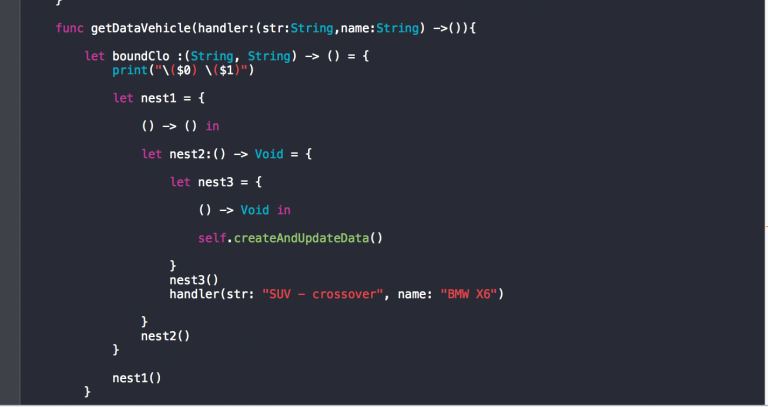 }
func getDataVehicle(handler:(str:String,name:String) ->()){
let boundClo :(String, String) -> () = {
print("\($0) \($1)")
let nest1 = {
() -> () in
let nest2:() -> Void = {
let nest3 = {
() -> Void in
self.createAndUpdateData()
}
nest3()
handler(str: "SUV - crossover", name: "BMW X6")
}
nest2()
}
nest1()
}